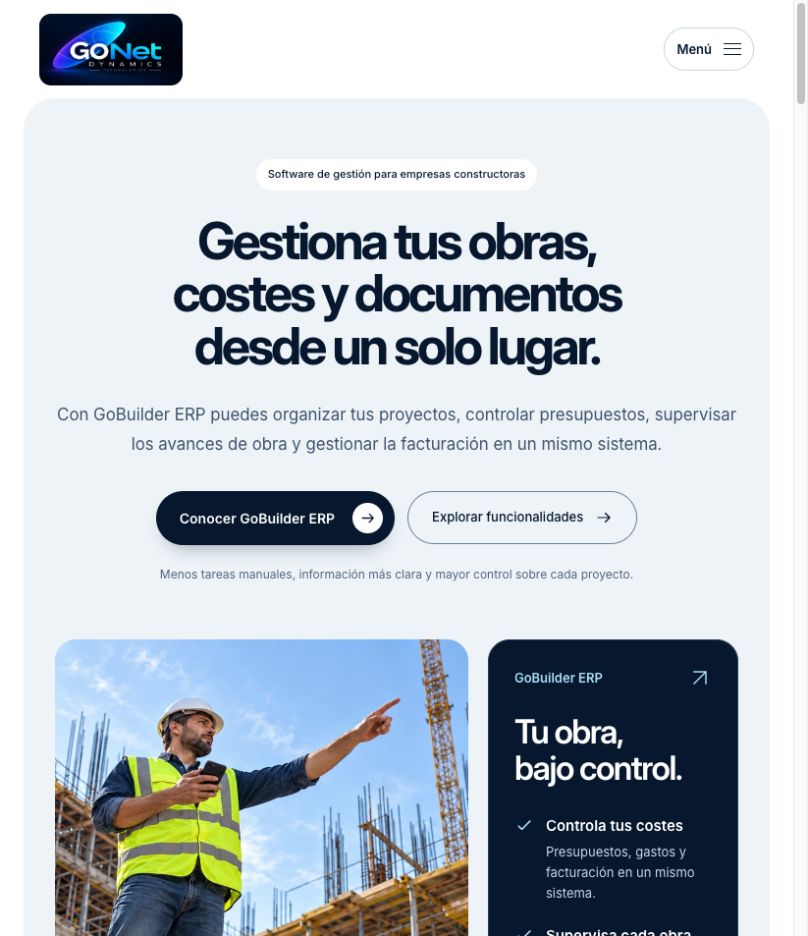 GONet
DYNAMICS
Menú
Software de gestión para empresas constructoras
Gestiona tus obras,
costes y documentos
desde un solo lugar.
Con GoBuilder ERP puedes organizar tus proyectos, controlar presupuestos, supervisar
los avances de obra y gestionar la facturación en un mismo sistema.
Conocer GoBuilder ERP
Explorar funcionalidades
Menos tareas manuales, información más clara y mayor control sobre cada proyecto.
GoBuilder ERP
Tu obra,
bajo control.
Controla tus costes
Presupuestos, gastos y
facturación en un mismo
sistema.
Supervisa cada obra